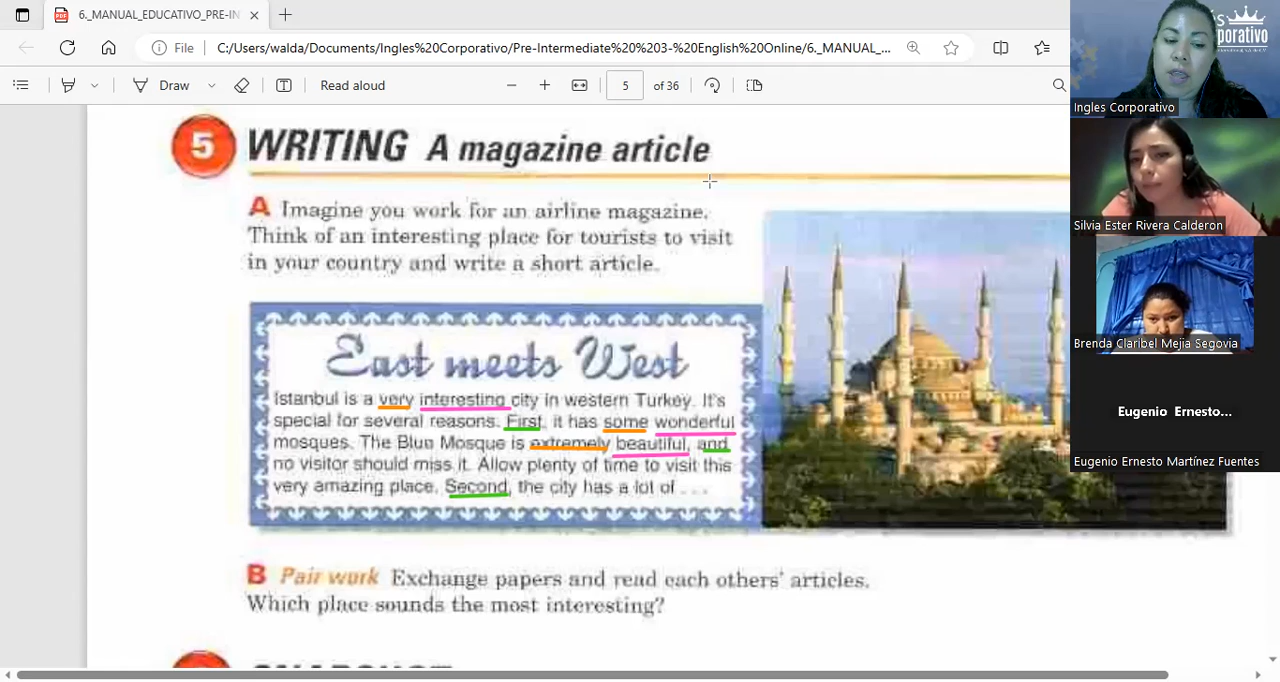 6._MANUAL_EDUCATIVO_PRE-IN
File
C:/Users/walda/Documents/Ingles%20Corporativo/Pre-Intermediate%20%203-%20English%20Online/6._MANUAL_...
Draw
Read aloud
5
of 36
5 WRITING A magazine article
A Imagine you work for an airline magazine.
Think of an interesting place for tourists to visit
in your country and write a short article.
East meets West
Istanbul is a very interesting city in western Turkey. It's
special for several reasons. First, it has some wonderful
mosques. The Blue Mosque is extremely beautiful, and
no visitor should miss it. Allow plenty of time to visit this
very amazing place. Second, the city has a lot of ...
B Pair work Exchange papers and read each others' articles.
Which place sounds the most interesting?
Ingles Corporativo
Silvia Ester Rivera Calderon
Brenda Claribel Mejia Segovia
Eugenio Ernesto...
Eugenio Ernesto Martínez Fuentes